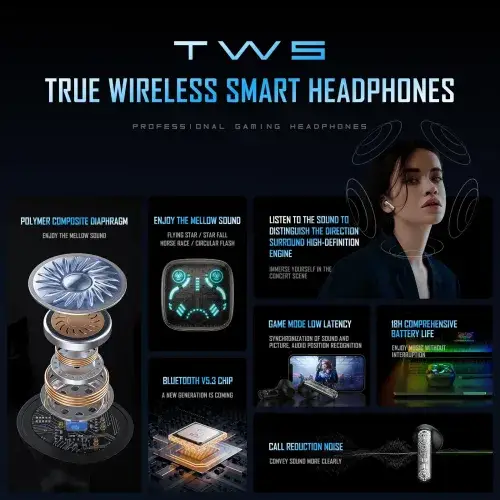 TWS
TRUE WIRELESS SMART HEADPHONES
PROFESSIONAL GAMING HEADPHONES
POLYMER COMPOSITE DIAPHRAGM
ENJOY THE MELLOW SOUND
ENJOY THE MELLOW SOUND
FLYING STAR / STAR FALL
HORSE RACE / CIRCULAR FLASH
LISTEN TO THE SOUND TO
DISTINGUISH THE DIRECTION
SURROUND HIGH-DEFINITION
ENGINE
IMMERSE YOURSELF IN THE
CONCERT SCENE
GAME MODE LOW LATENCY
SYNCHRONIZATION OF SOUND AND
PICTURE, AUDIO POSITION RECOGNITION
18H COMPREHENSIVE
BATTERY LIFE
ENJOY MUSIC WITHOUT
INTERRUPTION
BLUETOOTH V5.3 CHIP
A NEW GENERATION IS COMING
CALL REDUCTION NOISE
CONVEY SOUND MORE CLEARLY